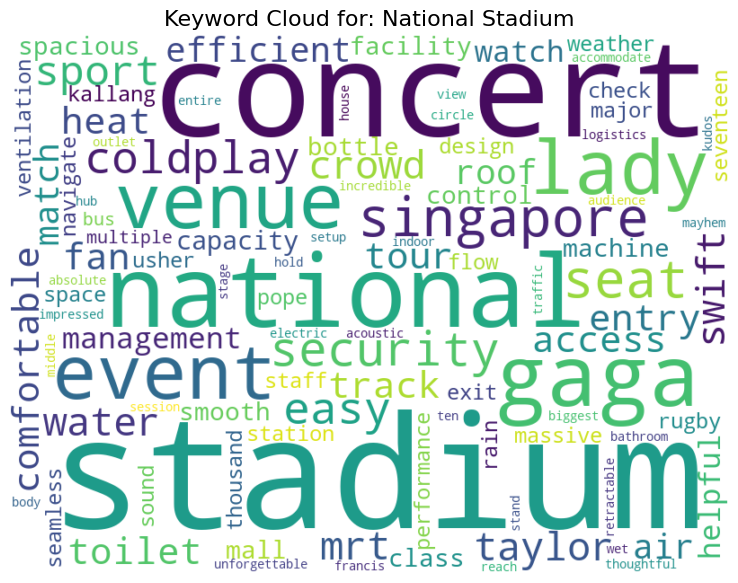 Keyword Cloud for: National Stadium
spacious efficient facility watch weather accommodate
sport concert
kallang entire house view circle check major
heat logistics kudos seventeen
ventilation outlet coldplay bottle crowd design roof lady
navigate match hub incredible control audience
bus venue singapore mayhem
multiple capacity setup indoor tour machine
fan usher hold flow swift
absolute space stage pope traffic seat
impressed national entry
management electric acoustic access
middle security
comfortable event staff track exit gaga
session easy ten biggest rugby
water smooth station massive bathroom
stadium
body seamless sound thousand performance rain stand retractable helpful
toilet mall mrt class taylor wet air
unforgettable francis reach thoughtful